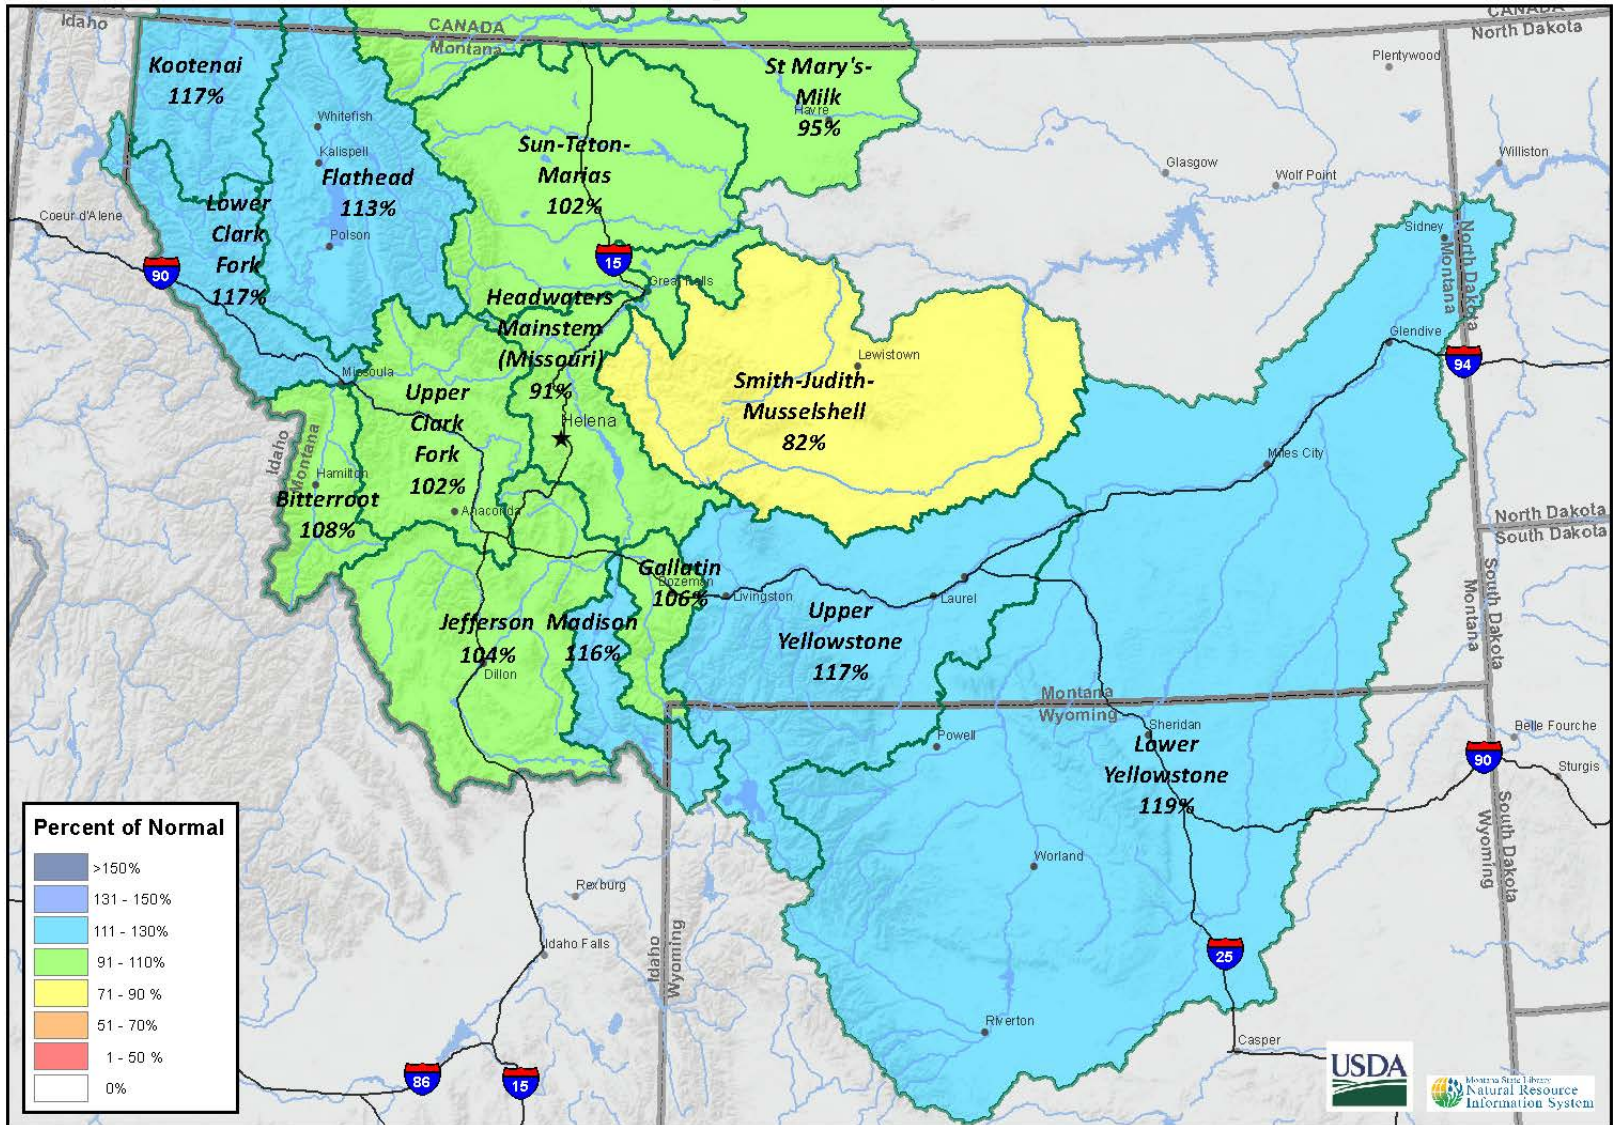 Idaho
CANADA
Montana
CANADA
North Dakota
Kootenai
117%
St Mary's-
Milk
Havre
95%
Plentywood
Whitefish
Kalispell
Flathead
113%
Polson
Sun-Teton-
Marias
102%
Glasgow
Wolf Point
Williston
Coeur d'Alene
Lower
Clark
Fork
117%
90
15
Great Falls
Sidney
North Dakota
Montana
Glendive
94
Headwaters
Mainstem
(Missouri)
91%
Helena
Lewistown
Smith-Judith-
Musselshell
82%
Missoula
Upper
Clark
Fork
102%
Anaconda
Idaho
Montana
Hamilton
Bitterroot
108%
Miles City
North Dakota
South Dakota
Gallatin
Bozeman
106%
Livingston
Laurel
Upper
Yellowstone
117%
Jefferson
104%
Dillon
Madison
116%
South Dakota
Montana
Montana
Wyoming
Powell
Sheridan
Lower
Yellowstone
119%
Belle Fourche
90
Sturgis
South Dakota
Wyoming
Worland
Rexburg
Idaho Falls
Idaho
Wyoming
25
Riverton
Casper
86
15
Percent of Normal
>150%
131 - 150%
111 - 130%
91 - 110%
71 - 90 %
51 - 70%
1 - 50 %
0%
USDA
Montana State Library
Natural Resource
Information System